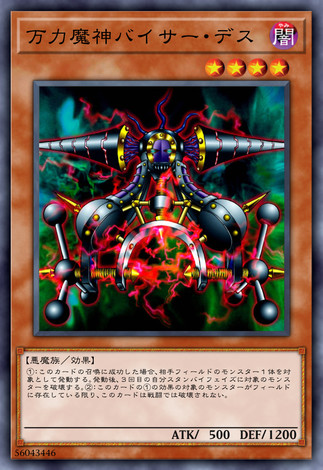 万力魔神バイサー・デス
闇
やみ
【悪魔族／効果】
①：このカードの召喚に成功した場合、相手フィールドのモンスター１体を対
象として発動する。発動後、３回目の自分スタンバイフェイズに対象のモンス
ターを破壊する。②：このカードの①の効果の対象のモンスターがフィールド
に存在している限り、このカードは戦闘では破壊されない。
ATK/ 500 DEF/1200
56043446